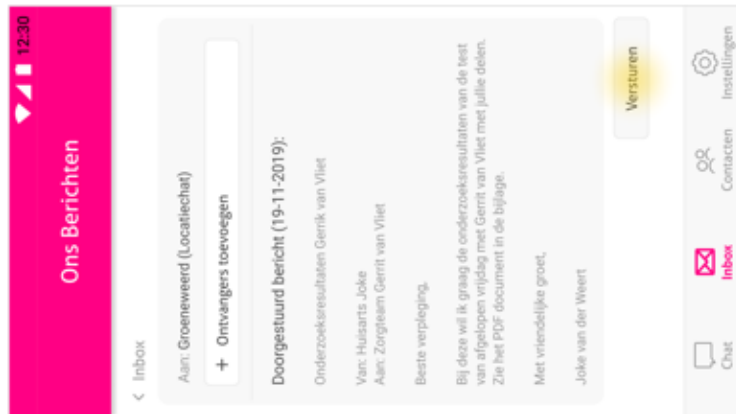 12:30
Ons Berichten
< Inbox
Aan: Groeneweerd (Locatiechat)
+ Ontvangers toevoegen
Doorgestuurd bericht (19-11-2019):
Onderzoeksresultaten Gerrik van Vliet
Van: Huisarts Joke
Aan: Zorgteam Gerrit van Vliet
Beste verpleging,
Bij deze wil ik graag de onderzoeksresultaten van de test
van afgelopen vrijdag met Gerrit van Vliet met jullie delen.
Zie het PDF document in de bijlage.
Met vriendelijke groet,
Joke van der Weert
Versturen
Chat
Inbox
Contacten
Instellingen